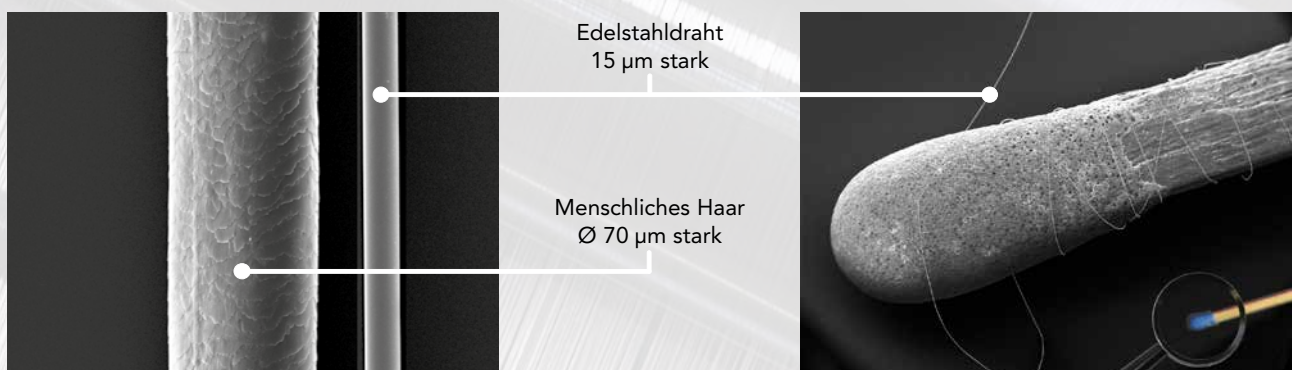 Edelstahldraht
15 µm stark
Menschliches Haar
Ø 70 µm stark